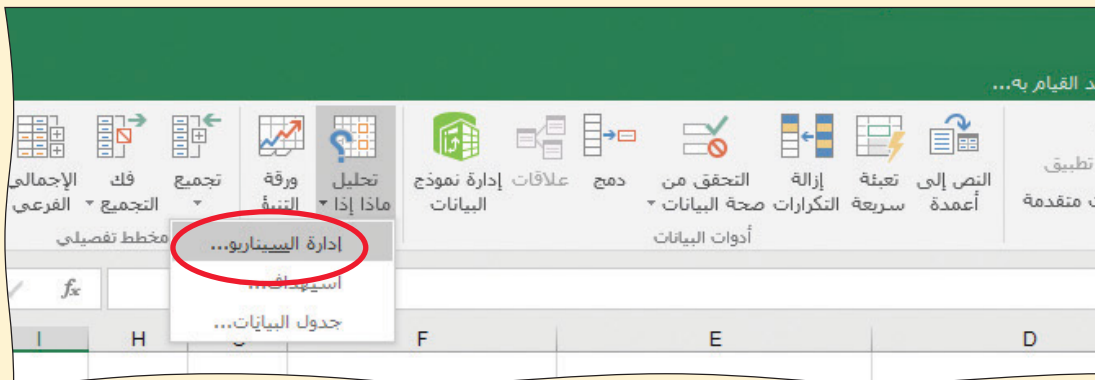 د القيام به...
تطبيق
ت متقدمة
النص إلى أعمدة
تعبئة سريعة
إزالة التكرارات
التحقق من صحة البيانات
دمج
علاقات
إدارة نموذج البيانات
تحليل ماذا إذا
ورقة التنبؤ
تجميع
فك التجميع
الإجمالي الفرعي
أدوات البيانات
مخطط تفصيلي
إدارة السيناريو...
استهداف...
جدول البيانات...
fx
D
E
F
H
I